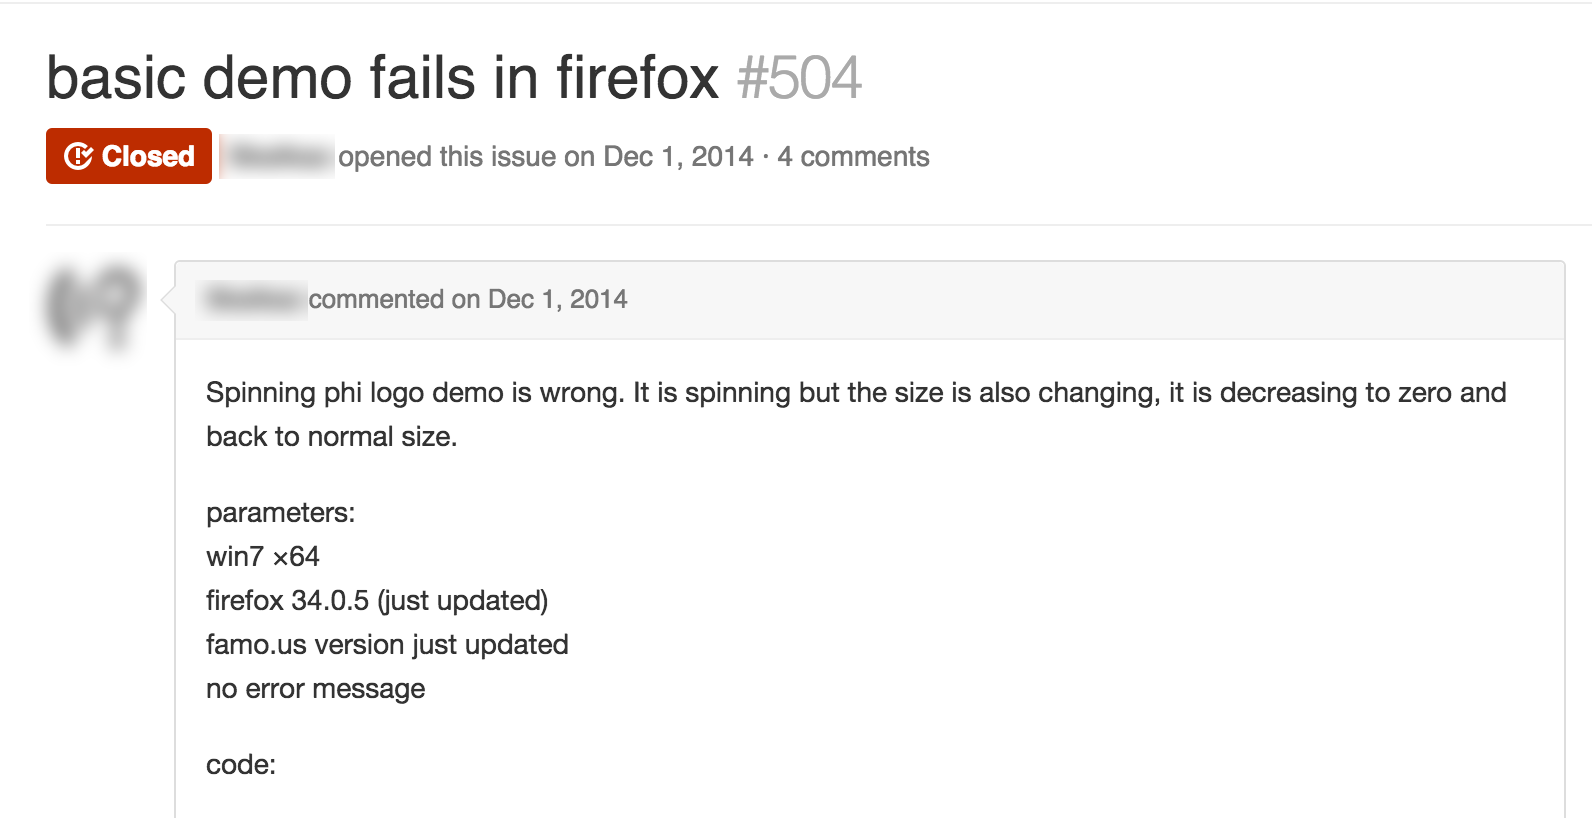 basic demo fails in firefox #504
Closed opened this issue on Dec 1, 2014 · 4 comments
commented on Dec 1, 2014
Spinning phi logo demo is wrong. It is spinning but the size is also changing, it is decreasing to zero and
back to normal size.
parameters:
win7 ×64
firefox 34.0.5 (just updated)
famo.us version just updated
no error message
code: